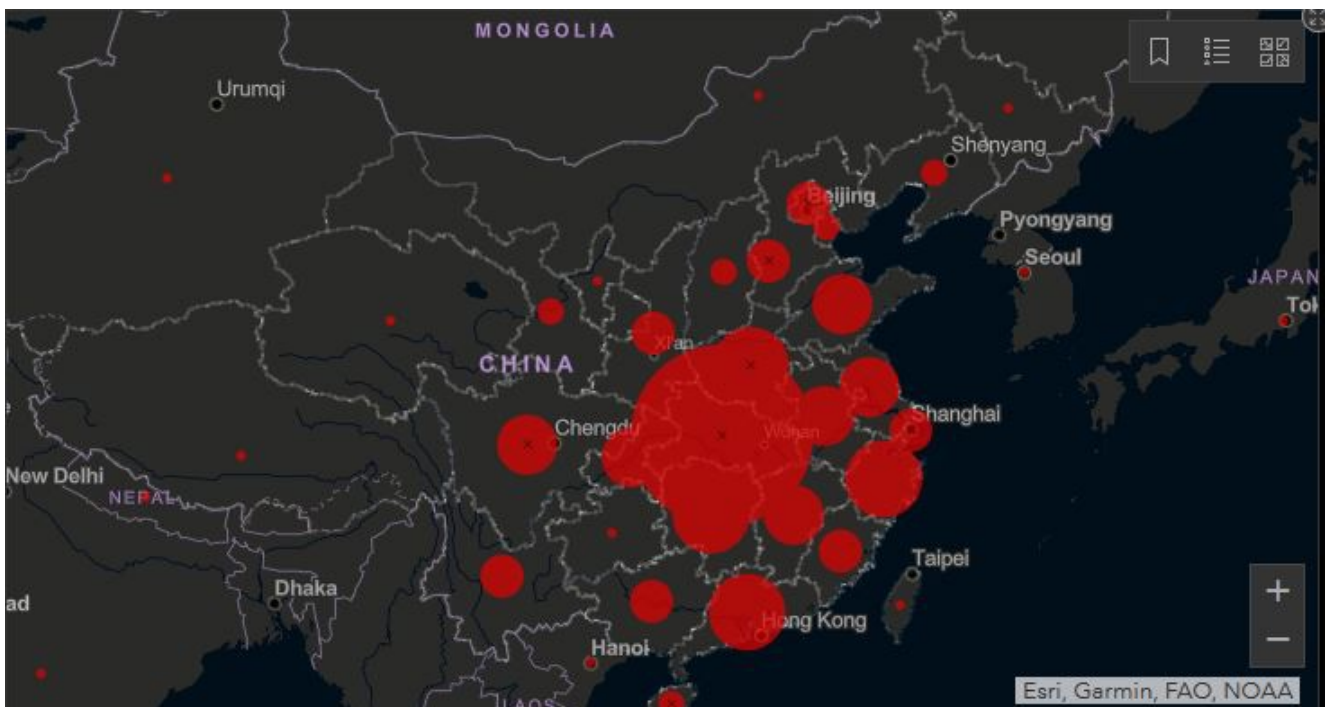 MONGOLIA
Urumqi
Shenyang
Beijing
Pyongyang
Seoul
JAPAN
Tok
Xi'an
CHINA
Shanghai
Chengdu
Wuhan
New Delhi
NEPAL
Taipei
Dhaka
ad
Hong Kong
Hanoi
LAOS
+
−
Esri, Garmin, FAO, NOAA